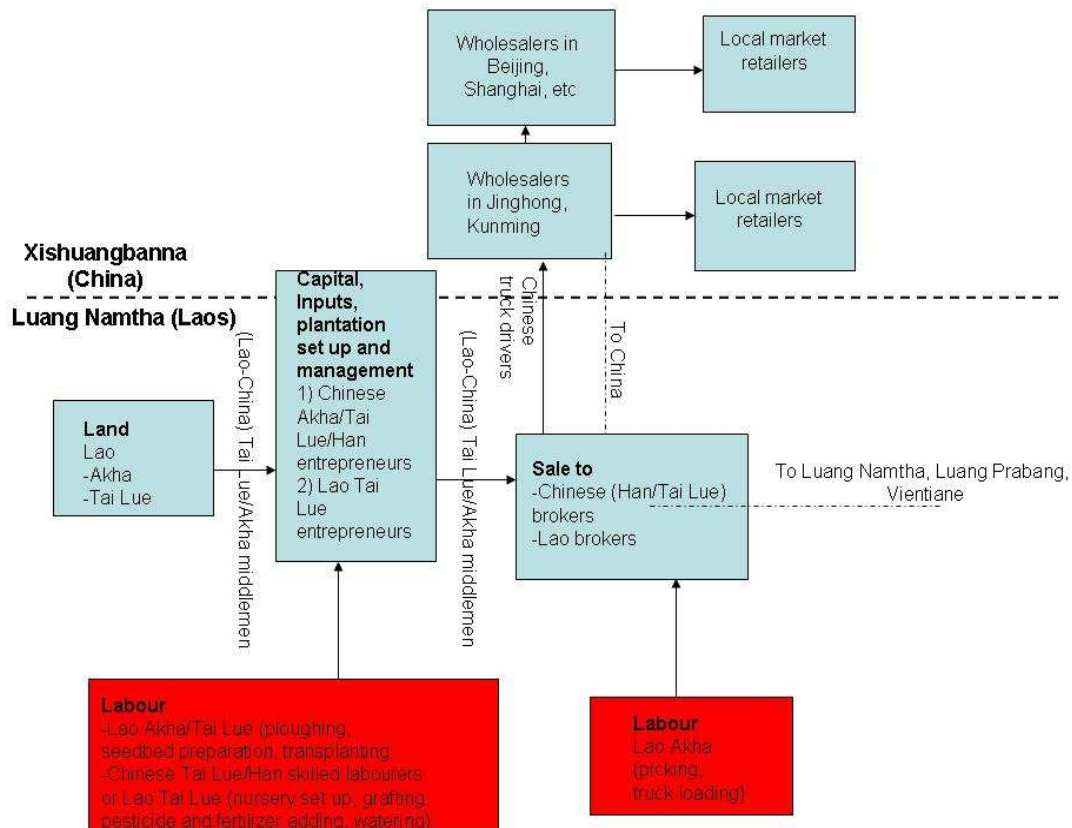 Wholesalers in
Beijing,
Shanghai, etc
Local market
retailers
Wholesalers
in Jinghong,
Kunming
Local market
retailers
Xishuangbanna
(China)
Luang Namtha (Laos)
Capital,
Inputs,
plantation
set up and
management
1) Chinese
Akha/Tai
Lue/Han
entrepreneurs
2) Lao Tai
Lue
entrepreneurs
Chinese
truck drivers
To China
(Lao-China) Tai Lue/Akha middlemen
(Lao-China) Tai Lue/Akha middlemen
Land
Lao
-Akha
-Tai Lue
Sale to
-Chinese (Han/Tai Lue)
brokers
-Lao brokers
To Luang Namtha, Luang Prabang,
Vientiane
Labour
-Lao Akha/Tai Lue (ploughing,
seedbed preparation, transplanting
-Chinese Tai Lue/Han skilled labourers
or Lao Tai Lue (nursery set up, grafting,
pesticide and fertilizer adding, watering)
Labour
Lao Akha
(picking,
truck loading)